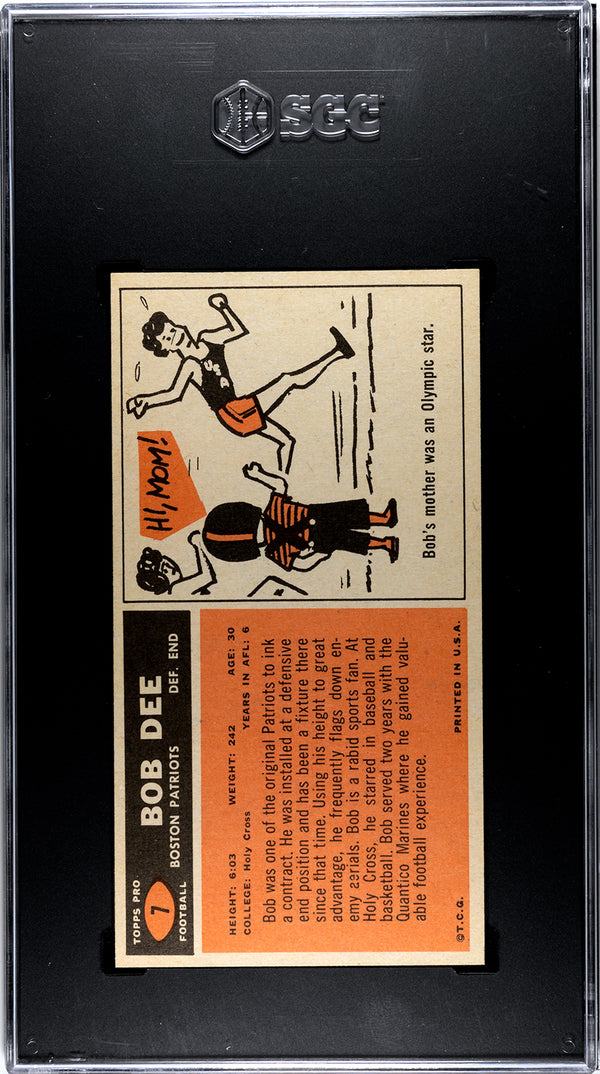 SGC
TOPPS PRO
7
FOOTBALL
BOB DEE
BOSTON PATRIOTS DEF. END
HEIGHT: 6:03 WEIGHT: 242 AGE: 30
COLLEGE: Holy Cross YEARS IN AFL: 6
Bob was one of the original Patriots to ink
a contract. He was installed at a defensive
end position and has been a fixture there
since that time. Using his height to great
advantage, he frequently flags down en-
emy aerials. Bob is a rabid sports fan. At
Holy Cross, he starred in baseball and
basketball. Bob served two years with the
Quantico Marines where he gained valu-
able football experience.
©T.C.G. PRINTED IN U.S.A.
HI, MOM!
Bob's mother was an Olympic star.